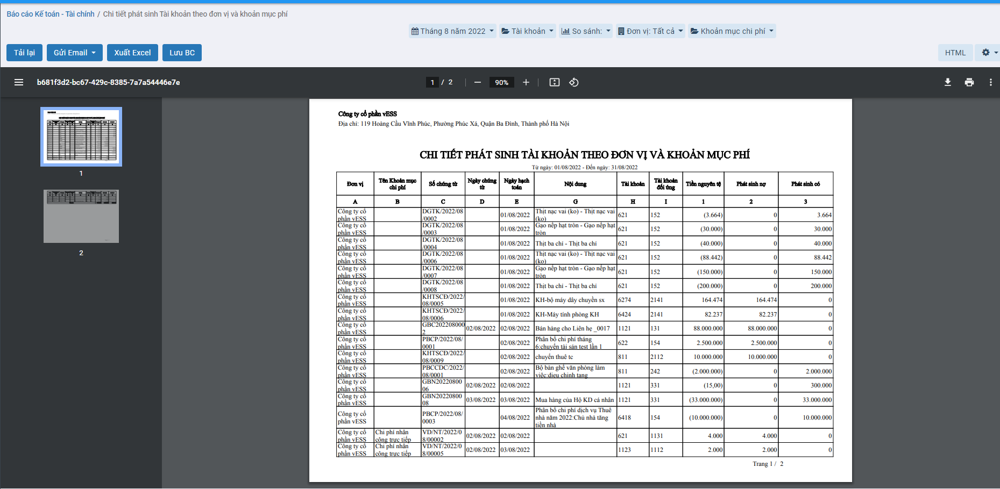 Báo cáo Kế toán - Tài chính / Chi tiết phát sinh Tài khoản theo đơn vị và khoản mục phí
Tháng 8 năm 2022 Tài khoản So sánh: Đơn vị: Tất cả Khoản mục chi phí
Tải lại Gửi Email Xuất Excel Lưu BC HTML
b681f3d2-bc67-429c-8385-7a7a54446e7e 1 / 2 90%
1
2
Công ty cổ phần vESS
Địa chỉ: 119 Hoàng Cầu Vĩnh Phúc, Phường Phúc Xá, Quận Ba Đình, Thành phố Hà Nội
CHI TIẾT PHÁT SINH TÀI KHOẢN THEO ĐƠN VỊ VÀ KHOẢN MỤC PHÍ
Từ ngày: 01/08/2022 - Đến ngày: 31/08/2022
Đơn vị Tên Khoản mục chi phí Số chứng từ Ngày chứng từ Ngày hạch toán Nội dung Tài khoản Tài khoản đối ứng Tiền nguyên tệ Phát sinh nợ Phát sinh có
A B C D E G H I 1 2 3
Công ty cổ phần vESS DGTK/2022/08/0002 01/08/2022 Thịt nạc vai (ko) - Thịt nạc vai (ko) 621 152 (3.664) 0 3.664
Công ty cổ phần vESS DGTK/2022/08/0003 01/08/2022 Gạo nếp hạt tròn - Gạo nếp hạt tròn 621 152 (30.000) 0 30.000
Công ty cổ phần vESS DGTK/2022/08/0004 01/08/2022 Thịt ba chỉ - Thịt ba chỉ 621 152 (40.000) 0 40.000
Công ty cổ phần vESS DGTK/2022/08/0006 01/08/2022 Thịt nạc vai (ko) - Thịt nạc vai (ko) 621 152 (88.442) 0 88.442
Công ty cổ phần vESS DGTK/2022/08/0007 01/08/2022 Gạo nếp hạt tròn - Gạo nếp hạt tròn 621 152 (150.000) 0 150.000
Công ty cổ phần vESS DGTK/2022/08/0008 01/08/2022 Thịt ba chỉ - Thịt ba chỉ 621 152 (200.000) 0 200.000
Công ty cổ phần vESS KHTSCĐ/2022/08/0005 01/08/2022 KH-bộ máy dây chuyền sx 6274 2141 164.474 164.474 0
Công ty cổ phần vESS KHTSCĐ/2022/08/0006 01/08/2022 KH-Máy tính phòng KH 6424 2141 82.237 82.237 0
Công ty cổ phần vESS GBC2022080002 02/08/2022 02/08/2022 Bán hàng cho Liên hẹ _0017 1121 131 88.000.000 88.000.000 0
Công ty cổ phần vESS PBCP/2022/08/0001 02/08/2022 Phân bổ chi phí tháng 6:chuyển tài sản test lần 1 622 154 2.500.000 2.500.000 0
Công ty cổ phần vESS KHTSCĐ/2022/08/0009 02/08/2022 chuyển thuê tc 811 2112 10.000.000 10.000.000 0
Công ty cổ phần vESS PBCCDC/2022/08/0001 02/08/2022 Bộ bàn ghế văn phòng làm việc:dieu chinh tang 811 242 (2.000.000) 0 2.000.000
Công ty cổ phần vESS GBN2022080006 02/08/2022 02/08/2022 1121 331 (15,00) 0 300.000
Công ty cổ phần vESS GBN2022080008 03/08/2022 03/08/2022 Mua hàng của Hộ KD cá nhân 1121 331 (33.000.000) 0 33.000.000
Công ty cổ phần vESS PBCP/2022/08/0003 04/08/2022 Phân bổ chi phí dịch vụ Thuê nhà năm 2022:Chủ nhà tăng tiền nhà 6418 154 (10.000.000) 0 10.000.000
Công ty cổ phần vESS Chi phí nhân công trực tiếp VD/NT/2022/08/00002 02/08/2022 02/08/2022 621 1131 4.000 4.000 0
Công ty cổ phần vESS Chi phí nhân công trực tiếp VD/NT/2022/08/00005 02/08/2022 03/08/2022 1123 1112 2.000 2.000 0
Trang 1 / 2